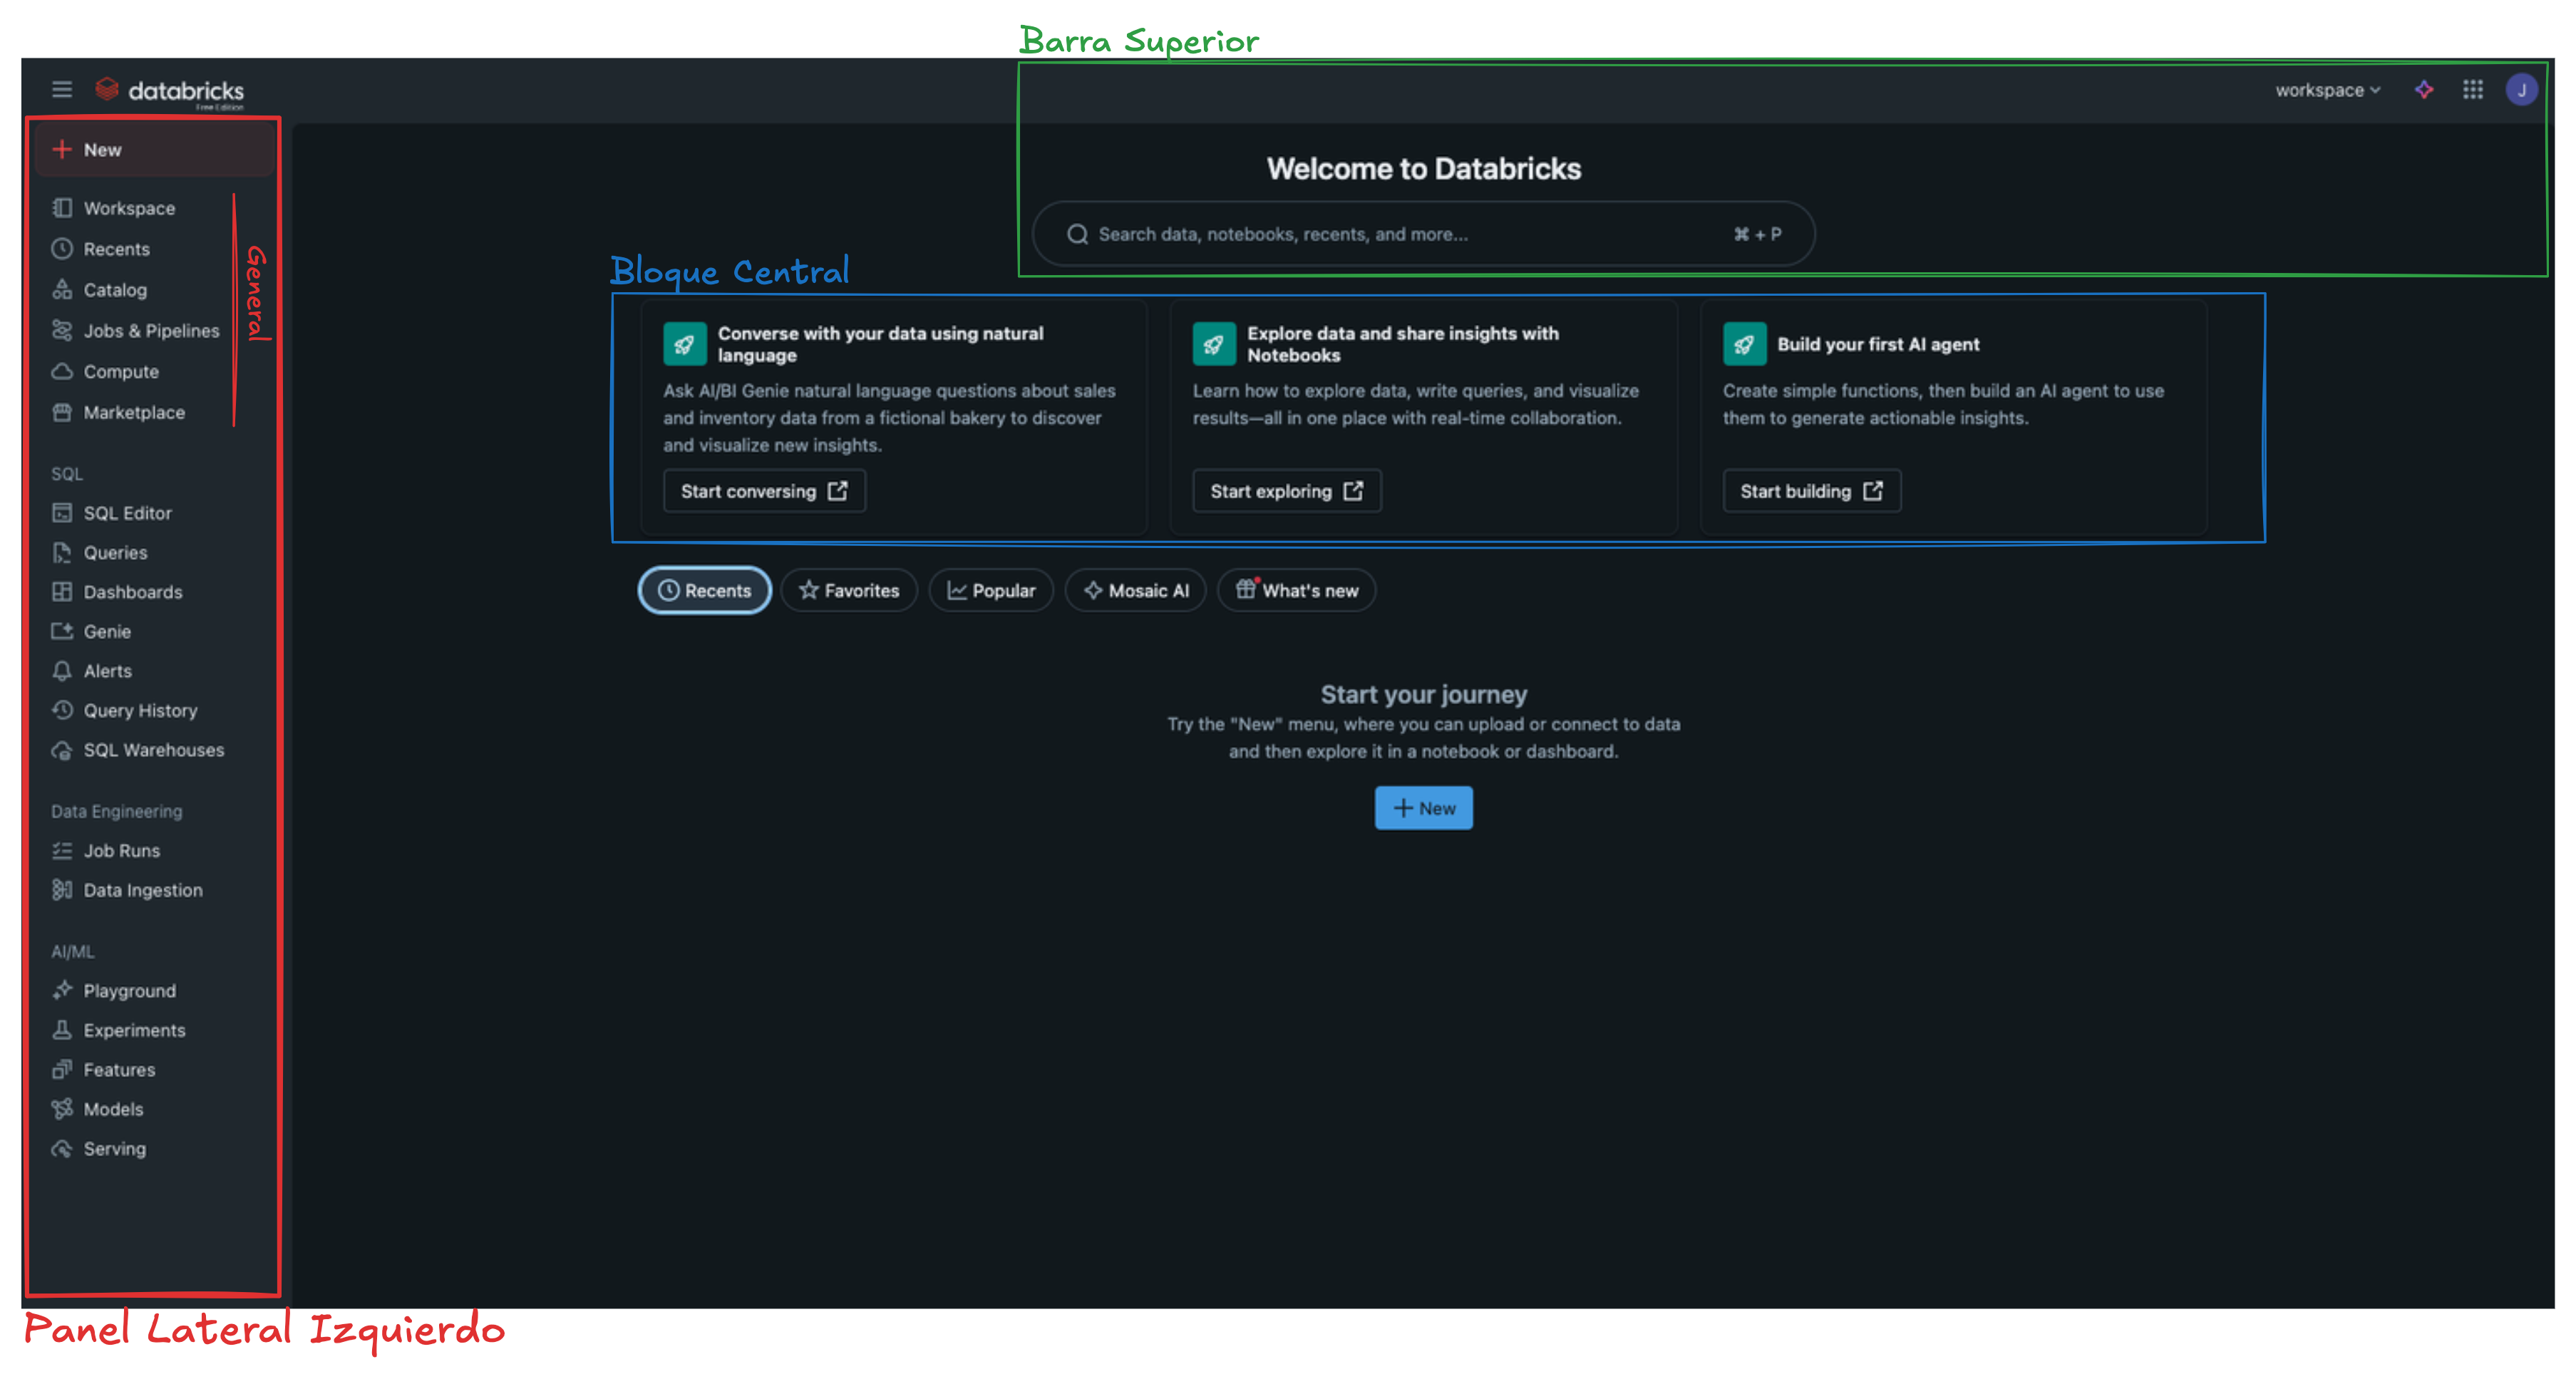 Barra Superior
databricks
Free Edition
workspace
J
New
Workspace
Recents
Catalog
Jobs & Pipelines
Compute
Marketplace
General
SQL
SQL Editor
Queries
Dashboards
Genie
Alerts
Query History
SQL Warehouses
Data Engineering
Job Runs
Data Ingestion
AI/ML
Playground
Experiments
Features
Models
Serving
Panel Lateral Izquierdo
Welcome to Databricks
Search data, notebooks, recents, and more...
⌘ + P
Bloque Central
Converse with your data using natural
language
Ask AI/BI Genie natural language questions about sales
and inventory data from a fictional bakery to discover
and visualize new insights.
Start conversing
Explore data and share insights with
Notebooks
Learn how to explore data, write queries, and visualize
results—all in one place with real-time collaboration.
Start exploring
Build your first AI agent
Create simple functions, then build an AI agent to use
them to generate actionable insights.
Start building
Recents
Favorites
Popular
Mosaic AI
What's new
Start your journey
Try the "New" menu, where you can upload or connect to data
and then explore it in a notebook or dashboard.
New